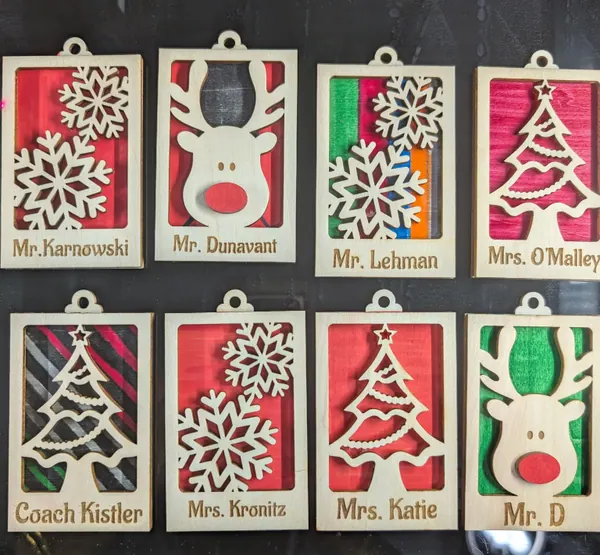 Mr.Karnowski
Mr. Dunavant
Mr. Lehman
Mrs. O'Malley
Coach Kistler
Mrs. Kronitz
Mrs. Katie
Mr. D